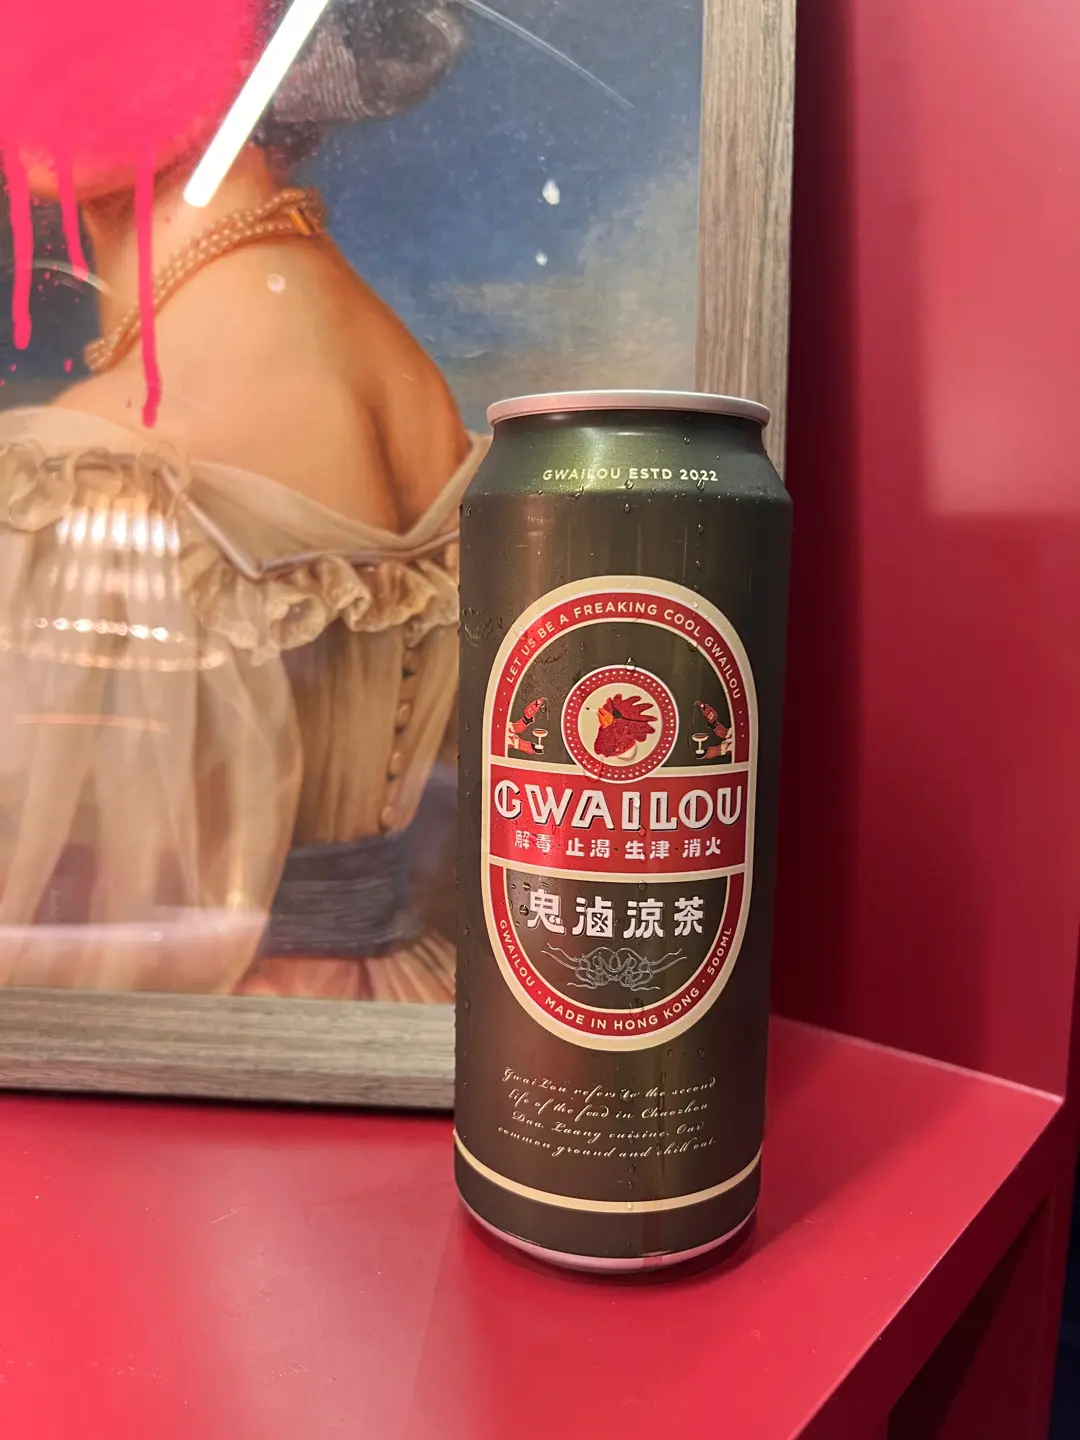 GWAILOU ESTD 2022
LET US BE A FREAKING COOL GWAILOU
GWAILOU
解毒·止渴·生津·消火
鬼滷涼茶
GWAILOU · MADE IN HONG KONG · 500ML
GwaiLou refers to the second
life of the food in Chaozhou
Daa Laang cuisine. Our
common ground and chill out.